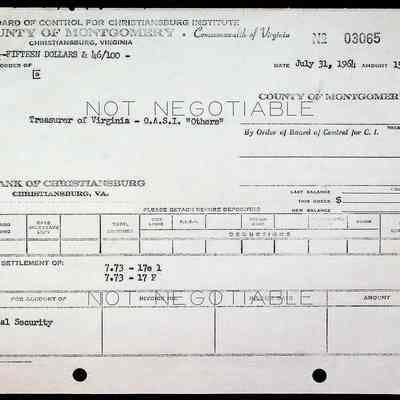 OARD OF CONTROL FOR CHRISTIANSBURG INSTITUTE
OUNTY OF MONTGOMERY • Commonwealth of Virginia No 03065
CHRISTIANSBURG, VIRGINIA
-FIFTEEN DOLLARS & 46/100 -
ORDER OF DATE July 31, 1964 AMOUNT 15
NOT NEGOTIABLE
COUNTY OF MONTGOMER
Treasurer of Virginia - O.A.S.I. "Others"
By Order of Board of Control for C. I.
ANK OF CHRISTIANSBURG
CHRISTIANSBURG, VA.
LAST BALANCE
THIS CHECK $
NEW BALANCE
PLEASE DETACH BEFORE DEPOSITING
TOTAL
DEDUCTIONS
SETTLEMENT OF:
7.73 - 17e 1
7.73 - 17 F
FOR ACCOUNT OF INVOICE NO. AMOUNT
NOT NEGOTIABLE
al Security